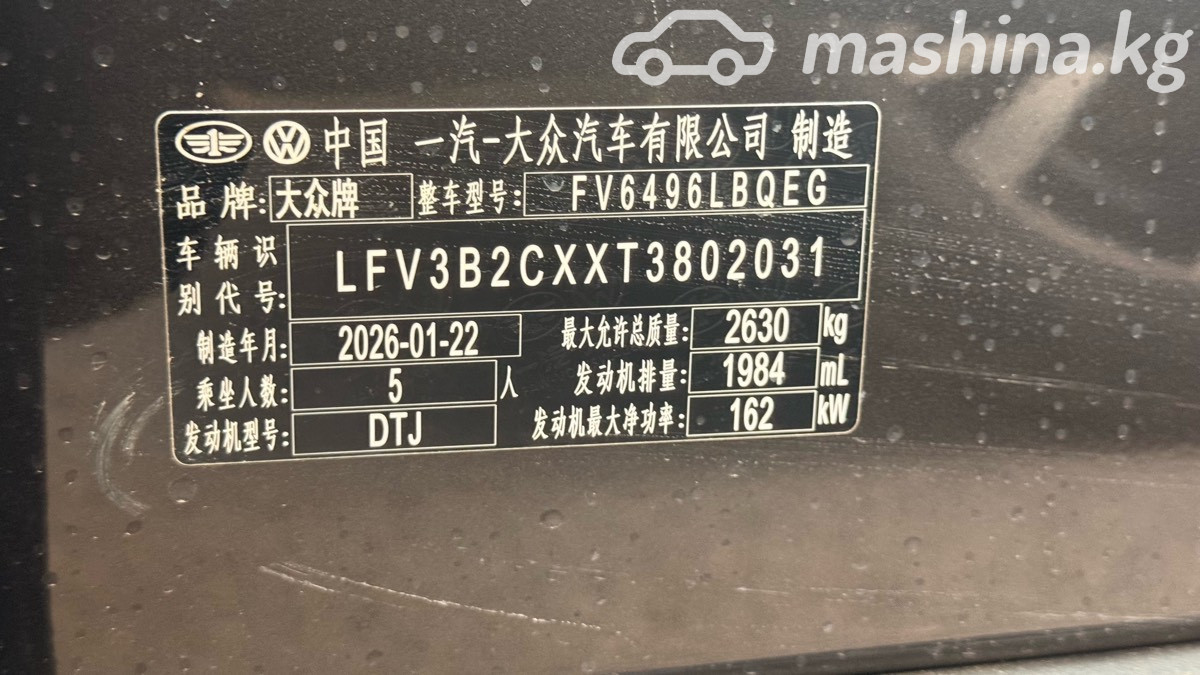 mashina.kg
中国 一汽-大众汽车有限公司 制造
品牌: 大众牌 整车型号: FV6496LBQEG
车辆识别代号: LFV3B2CXXT3802031
制造年月: 2026-01-22 最大允许总质量: 2630 kg
乘坐人数: 5 人 发动机排量: 1984 mL
发动机型号: DTJ 发动机最大净功率: 162 kW